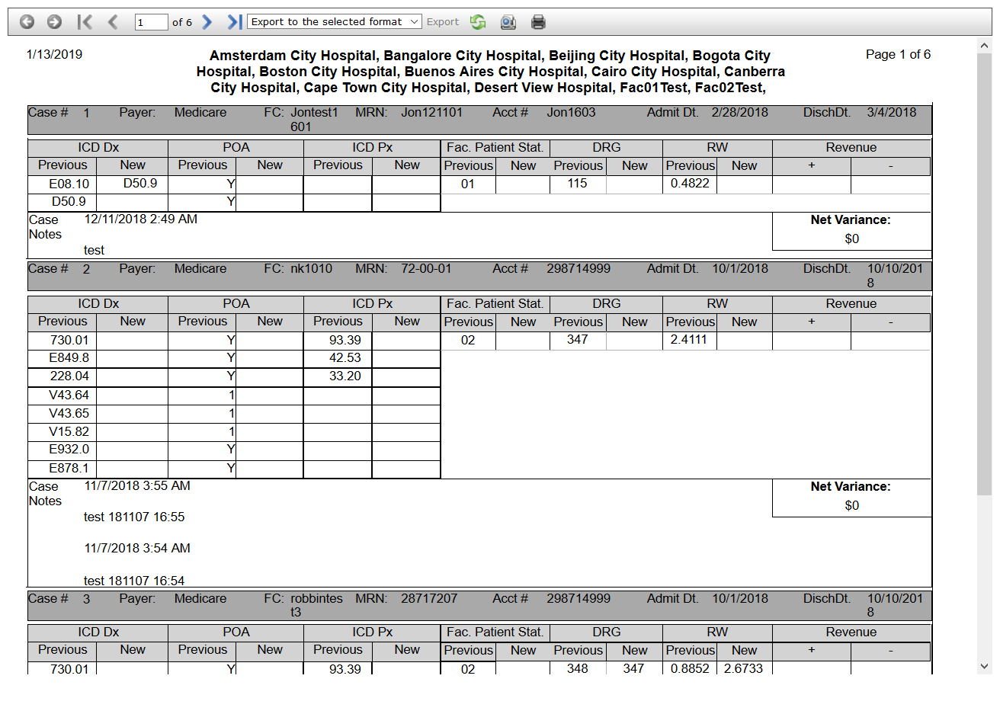 1 of 6 Export to the selected format Export
1/13/2019 Page 1 of 6
Amsterdam City Hospital, Bangalore City Hospital, Beijing City Hospital, Bogota City
Hospital, Boston City Hospital, Buenos Aires City Hospital, Cairo City Hospital, Canberra
City Hospital, Cape Town City Hospital, Desert View Hospital, Fac01Test, Fac02Test,
Case # 1 Payer: Medicare FC: Jontest1 MRN: Jon121101 Acct # Jon1603 Admit Dt. 2/28/2018 DischDt. 3/4/2018
601
ICD Dx POA ICD Px Fac. Patient Stat. DRG RW Revenue
Previous New Previous New Previous New Previous New Previous New Previous New + -
E08.10 D50.9 Y 01 115 0.4822
D50.9 Y
Case 12/11/2018 2:49 AM Net Variance:
Notes
$0
test
Case # 2 Payer: Medicare FC: nk1010 MRN: 72-00-01 Acct # 298714999 Admit Dt. 10/1/2018 DischDt. 10/10/201
8
ICD Dx POA ICD Px Fac. Patient Stat. DRG RW Revenue
Previous New Previous New Previous New Previous New Previous New Previous New + -
730.01 Y 93.39 02 347 2.4111
E849.8 Y 42.53
228.04 Y 33.20
V43.64 1
V43.65 1
V15.82 1
E932.0 Y
E878.1 Y
Case 11/7/2018 3:55 AM Net Variance:
Notes
$0
test 181107 16:55
11/7/2018 3:54 AM
test 181107 16:54
Case # 3 Payer: Medicare FC: robbintes MRN: 28717207 Acct # 298714999 Admit Dt. 10/1/2018 DischDt. 10/10/201
t3 8
ICD Dx POA ICD Px Fac. Patient Stat. DRG RW Revenue
Previous New Previous New Previous New Previous New Previous New Previous New + -
730.01 Y 93.39 02 348 347 0.8852 2.6733